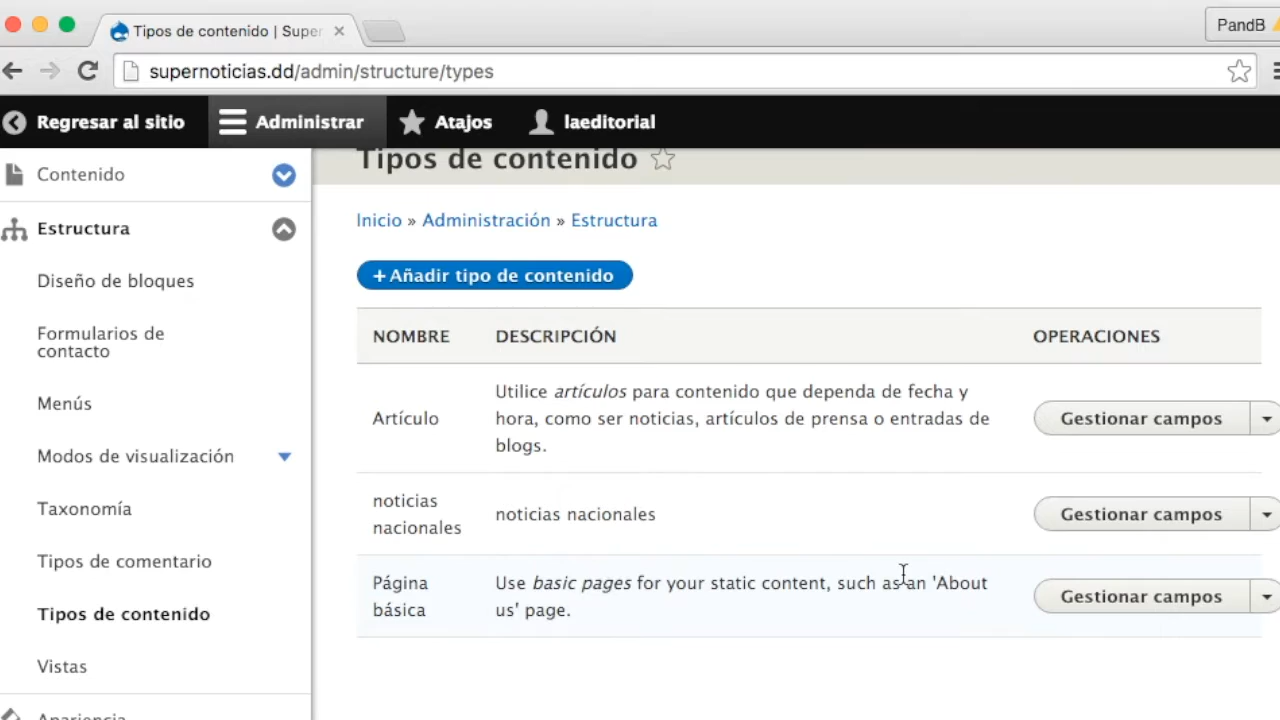 Tipos de contenido | Super
PandB
supernoticias.dd/admin/structure/types
Regresar al sitio
Administrar
Atajos
laeditorial
Contenido
Estructura
Diseño de bloques
Formularios de
contacto
Menús
Modos de visualización
Taxonomía
Tipos de comentario
Tipos de contenido
Vistas
Apariencia
Tipos de contenido
Inicio » Administración » Estructura
+ Añadir tipo de contenido
NOMBRE DESCRIPCIÓN OPERACIONES
Artículo
Utilice artículos para contenido que dependa de fecha y
hora, como ser noticias, artículos de prensa o entradas de
blogs.
Gestionar campos
noticias
nacionales
noticias nacionales
Gestionar campos
Página
básica
Use basic pages for your static content, such as an 'About
us' page.
Gestionar campos